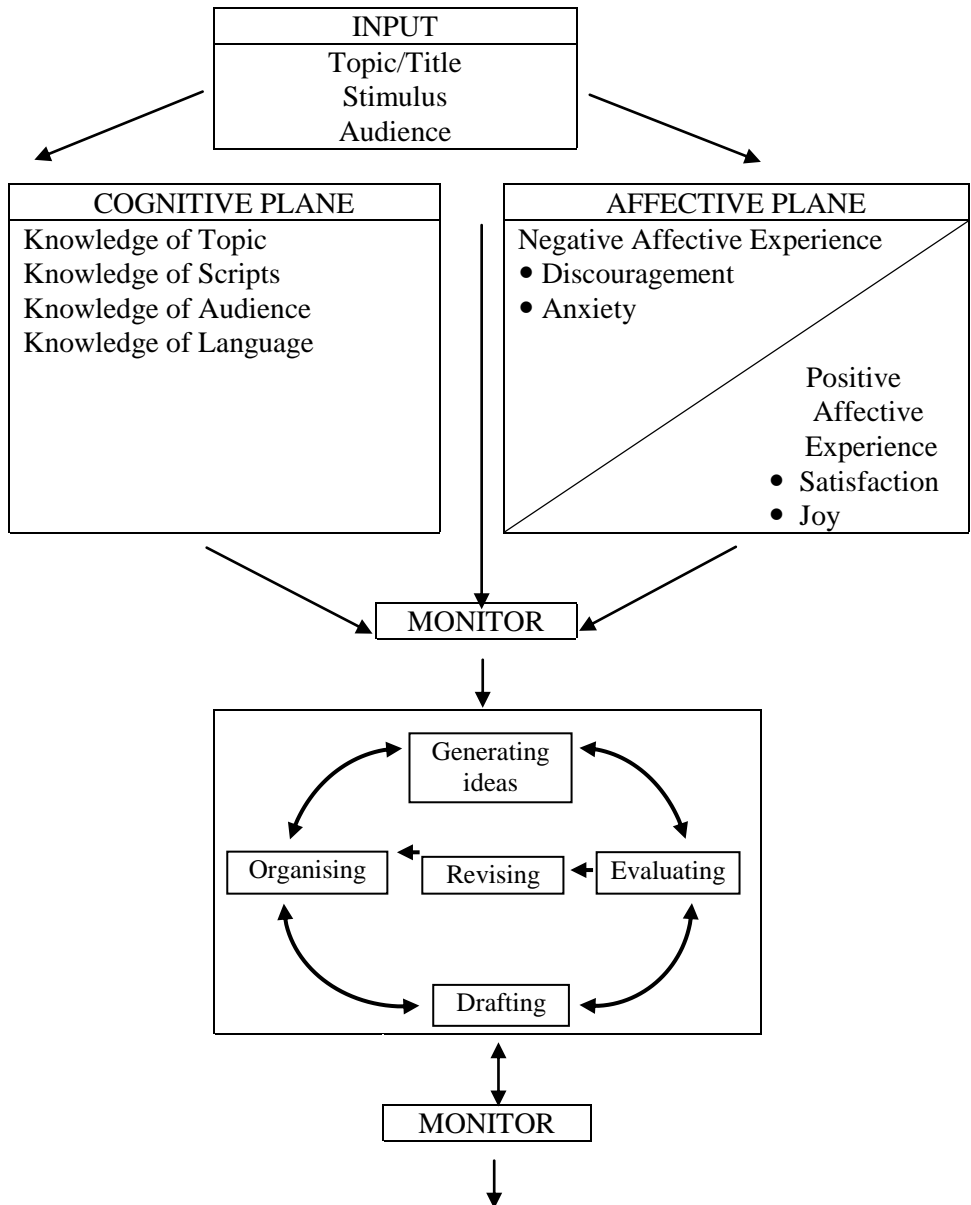 INPUT
Topic/Title
Stimulus
Audience
COGNITIVE PLANE
Knowledge of Topic
Knowledge of Scripts
Knowledge of Audience
Knowledge of Language
AFFECTIVE PLANE
Negative Affective Experience
• Discouragement
• Anxiety
Positive
Affective
Experience
• Satisfaction
• Joy
MONITOR
Generating
ideas
Organising
Revising
Evaluating
Drafting
MONITOR